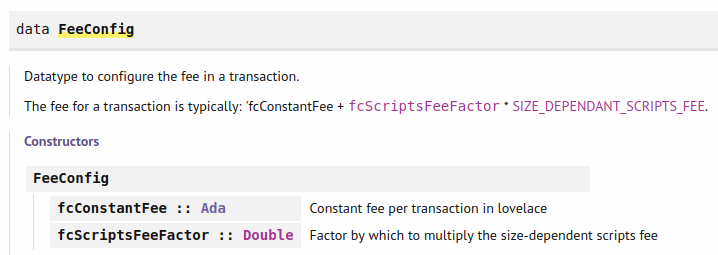 data FeeConfig
Datatype to configure the fee in a transaction.
The fee for a transaction is typically: 'fcConstantFee + fcScriptsFeeFactor * SIZE_DEPENDANT_SCRIPTS_FEE.
Constructors
FeeConfig
fcConstantFee :: Ada Constant fee per transaction in lovelace
fcScriptsFeeFactor :: Double Factor by which to multiply the size-dependent scripts fee